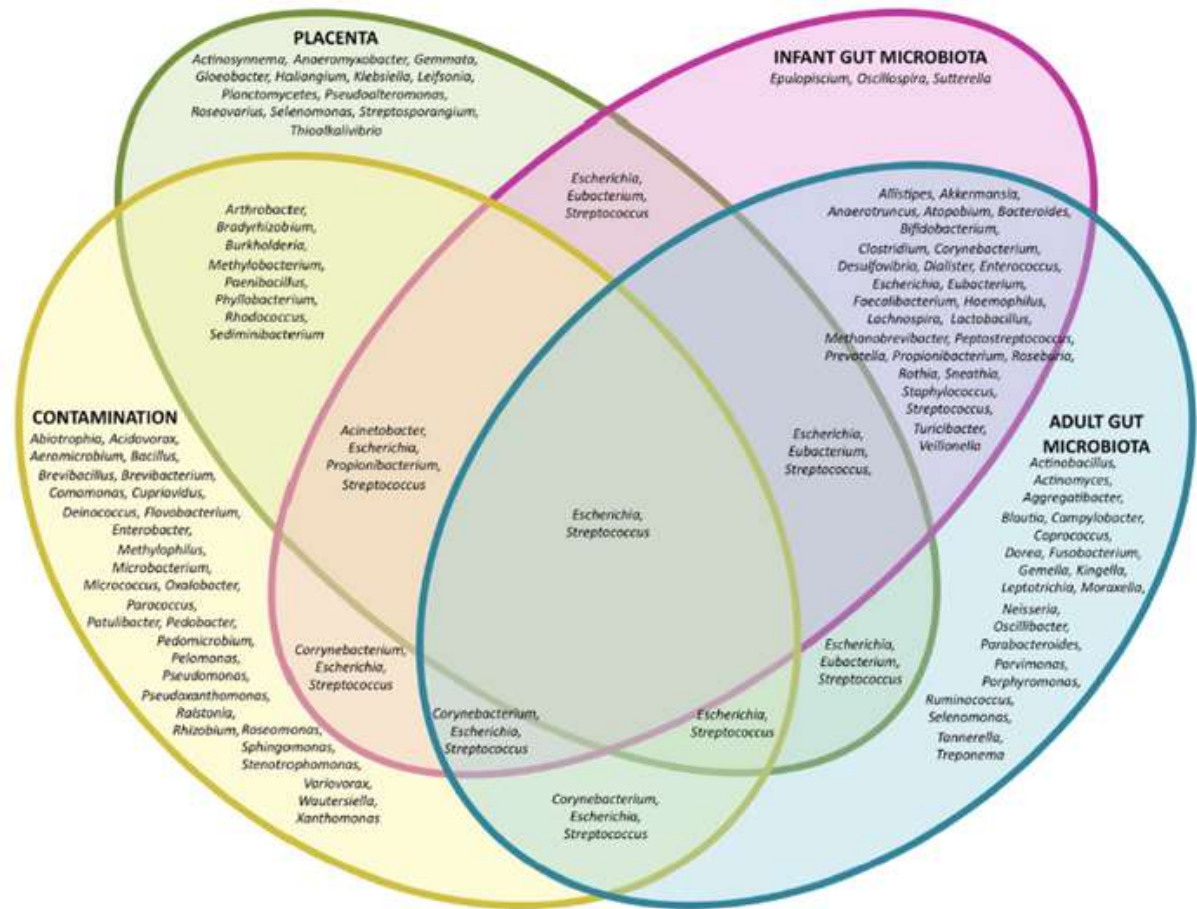 PLACENTA
Actinosynnema, Anaeromyxobacter, Gemmata,
Gloeobacter, Haliangium, Klebsiella, Leifsonia,
Planctomycetes, Pseudoalteromonas,
Roseovarius, Selenomonas, Streptosporangium,
Thioalkalivibrio
INFANT GUT MICROBIOTA
Epulopiscium, Oscillospira, Sutterella
Escherichia,
Eubacterium,
Streptococcus
Arthrobacter,
Bradyrhizobium,
Burkholderia,
Methylobacterium,
Paenibacillus,
Phyllobacterium,
Rhodococcus,
Sediminibacterium
Allistipes, Akkermansia,
Anaerotruncus, Atopobium, Bacteroides,
Bifidobacterium,
Clostridium, Corynebacterium,
Desulfovibria, Dialister, Enterococcus,
Escherichia, Eubacterium,
Faecalibacterium, Haemophilus,
Lachnospira, Lactobacillus,
Methanobrevibacter, Peptostreptococcus,
Prevotella, Propionibacterium, Roseburia,
Rothia, Sneathia,
Staphylococcus,
Streptococcus,
Turicibacter,
Veillonella
CONTAMINATION
Abiotrophia, Acidovorax,
Aeromicrobium, Bacillus,
Brevibacillus, Brevibacterium,
Comamonas, Cupriavidus,
Deinococcus, Flavobacterium,
Enterobacter,
Methylophilus,
Microbacterium,
Micrococcus, Oxalobacter,
Paracoccus,
Patulibacter, Pedobacter,
Pedomicrobium,
Pelomonas,
Pseudomonas,
Pseudoxanthomonas,
Ralstonia,
Rhizobium, Roseomonas,
Sphingomonas,
Stenotrophomonas,
Variovorax,
Wautersiella,
Xanthomonas
Acinetobacter,
Escherichia,
Propionibacterium,
Streptococcus
Escherichia,
Eubacterium,
Streptococcus,
Escherichia,
Streptococcus
ADULT GUT
MICROBIOTA
Actinobacillus,
Actinomyces,
Aggregatibacter,
Blautia, Campylobacter,
Coprococcus,
Dorea, Fusobacterium,
Gemella, Kingella,
Leptotrichia, Moraxella,
Neisseria,
Oscillibacter,
Parabacteroides,
Parvimonas,
Porphyromonas,
Ruminococcus,
Selenomonas,
Tannerella,
Treponema
Corrynebacterium,
Escherichia,
Streptococcus
Escherichia,
Eubacterium,
Streptococcus
Corynebacterium,
Escherichia,
Streptococcus
Escherichia,
Streptococcus
Corynebacterium,
Escherichia,
Streptococcus